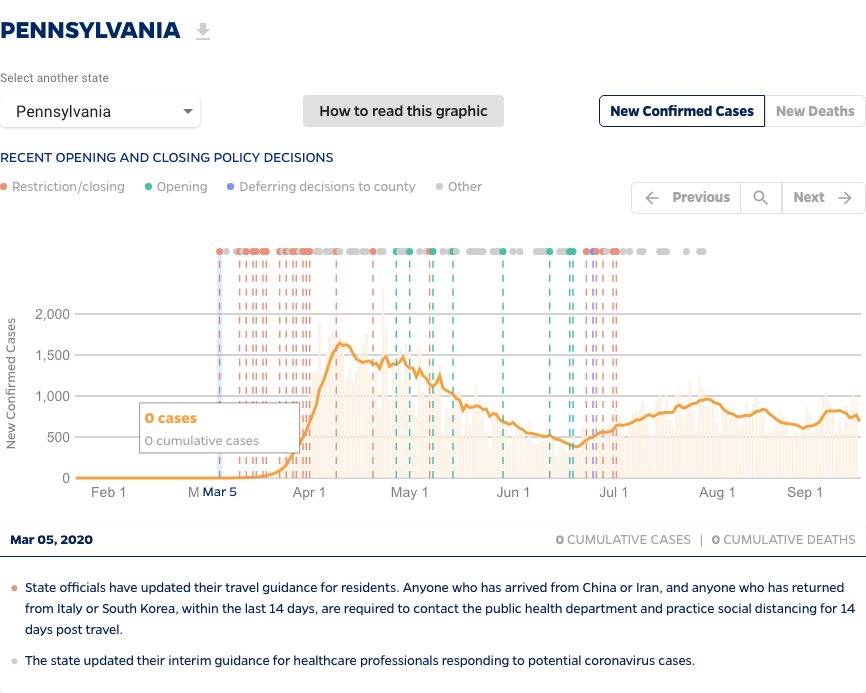 PENNSYLVANIA
Select another state
Pennsylvania
How to read this graphic
New Confirmed Cases
New Deaths
RECENT OPENING AND CLOSING POLICY DECISIONS
Restriction/closing
Opening
Deferring decisions to county
Other
Previous
Next
New Confirmed Cases
2,000
1,500
1,000
500
0
0 cases
0 cumulative cases
Feb 1
M
Mar 5
Apr 1
May 1
Jun 1
Jul 1
Aug 1
Sep 1
Mar 05, 2020
0 CUMULATIVE CASES | 0 CUMULATIVE DEATHS
State officials have updated their travel guidance for residents. Anyone who has arrived from China or Iran, and anyone who has returned
from Italy or South Korea, within the last 14 days, are required to contact the public health department and practice social distancing for 14
days post travel.
The state updated their interim guidance for healthcare professionals responding to potential coronavirus cases.